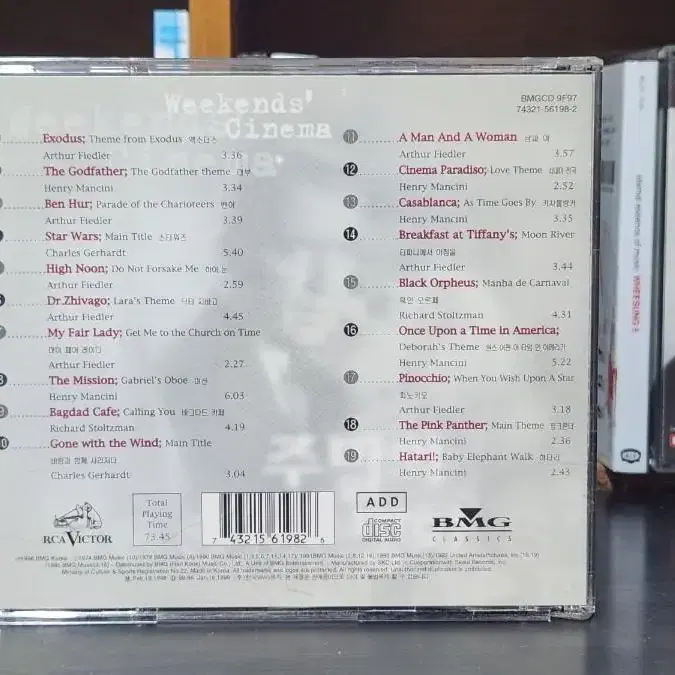 Weekends'
Cinema
BMGCD 9F97
74321-56198-2
Exodus; Theme from Exodus 엑소더스
Arthur Fiedler 3.36
The Godfather; The Godfather theme 대부
Henry Mancini 3.34
Ben Hur; Parade of the Charioteers 벤허
Arthur Fiedler 3.39
Star Wars; Main Title 스타워즈
Charles Gerhardt 5.40
High Noon; Do Not Forsake Me 하이 눈
Arthur Fiedler 2.59
Dr.Zhivago; Lara's Theme 닥터 지바고
Arthur Fiedler 4.45
My Fair Lady; Get Me to the Church on Time
마이 페어 레이디
Arthur Fiedler 2.27
The Mission; Gabriel's Oboe 미션
Henry Mancini 6.03
Bagdad Cafe; Calling You 바그다드 카페
Richard Stoltzman 4.19
Gone with the Wind; Main Title
바람과 함께 사라지다
Charles Gerhardt 3.04
11 A Man And A Woman 남과 여
Arthur Fiedler 3.57
12 Cinema Paradiso; Love Theme 시네마 천국
Henry Mancini 2.52
13 Casablanca; As Time Goes By 카사블랑카
Henry Mancini 3.35
14 Breakfast at Tiffany's; Moon River
티파니에서 아침을
Arthur Fiedler 3.44
15 Black Orpheus; Manha de Carnaval
흑인 오르페
Richard Stoltzman 4.31
16 Once Upon a Time in America;
Deborah's Theme 원스 어폰 어 타임 인 아메리카
Henry Mancini 5.22
17 Pinocchio; When You Wish Upon A Star
피노키오
Arthur Fiedler 3.18
18 The Pink Panther; Main Theme 핑크팬더
Henry Mancini 2.36
19 Hatari!; Baby Elephant Walk 하타리
Henry Mancini 2.43
주말
RCA VICTOR
Total
Playing
Time
73.45
7 43215 61982 6
ADD
COMPACT
disc
DIGITAL AUDIO
BMG
CLASSICS
WHEESUNG